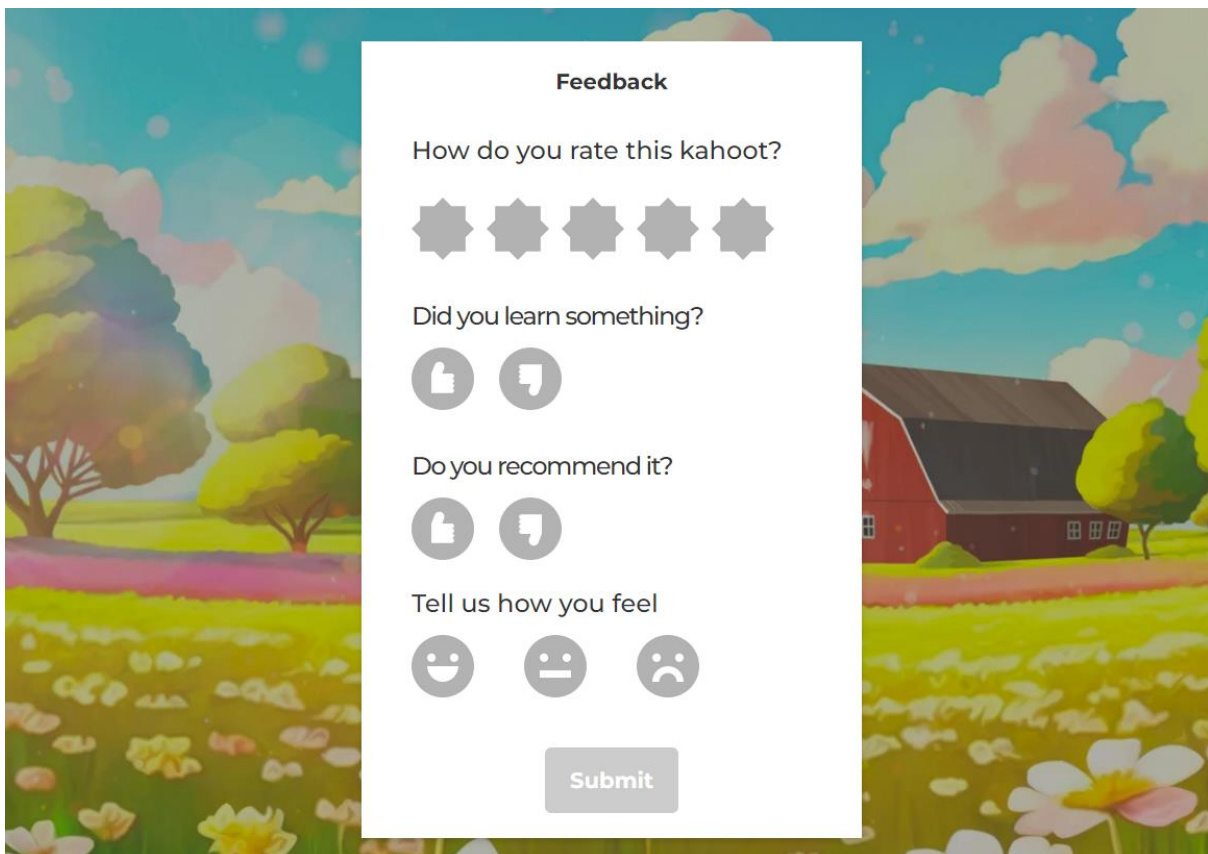 Feedback
How do you rate this kahoot?
Did you learn something?
Do you recommend it?
Tell us how you feel
Submit